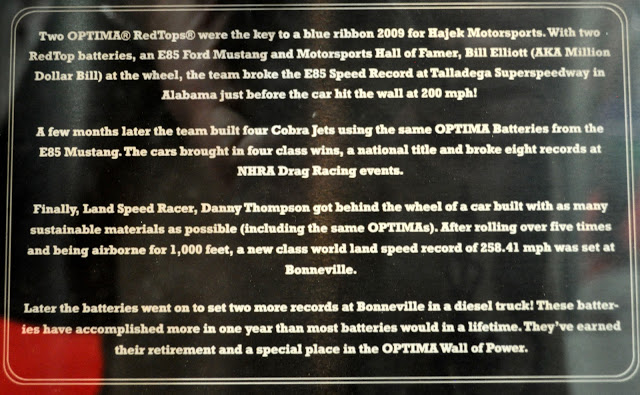 Two OPTIMA® RedTops® were the key to a blue ribbon 2009 for Hajek Motorsports. With two
RedTop batteries, an E85 Ford Mustang and Motorsports Hall of Famer, Bill Elliott (AKA Million
Dollar Bill) at the wheel, the team broke the E85 Speed Record at Talladega Superspeedway in
Alabama just before the car hit the wall at 200 mph!
A few months later the team built four Cobra Jets using the same OPTIMA Batteries from the
E85 Mustang. The cars brought in four class wins, a national title and broke eight records at
NHRA Drag Racing events.
Finally, Land Speed Racer, Danny Thompson got behind the wheel of a car built with as many
sustainable materials as possible (including the same OPTIMAs). After rolling over five times
and being airborne for 1,000 feet, a new class world land speed record of 258.41 mph was set at
Bonneville.
Later the batteries went on to set two more records at Bonneville in a diesel truck! These batter-
ies have accomplished more in one year than most batteries would in a lifetime. They've earned
their retirement and a special place in the OPTIMA Wall of Power.